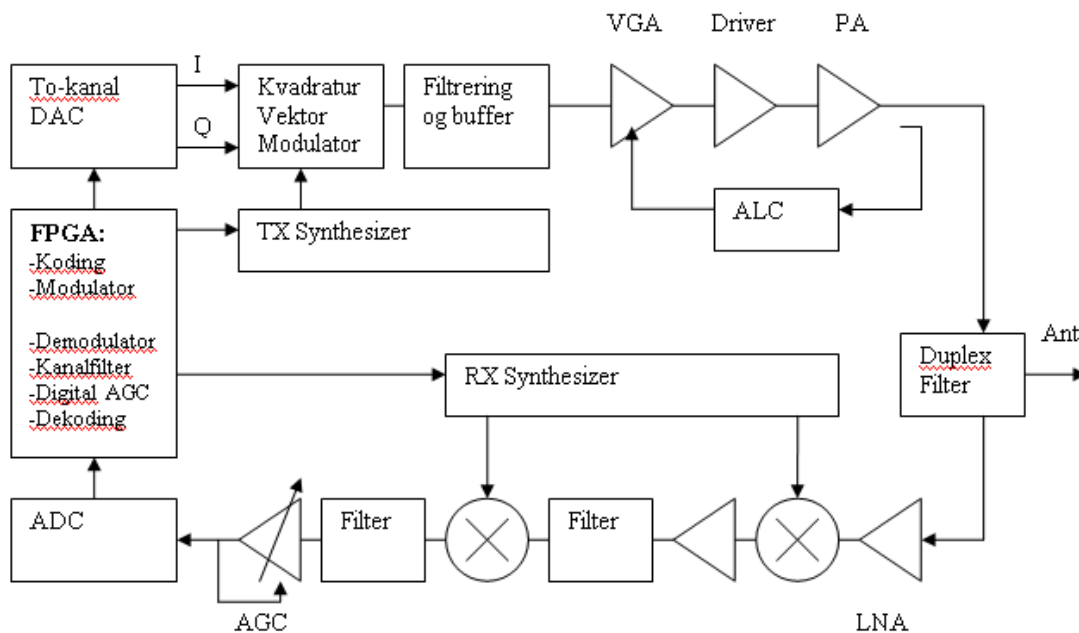 VGA
Driver
PA
To-kanal
DAC
I
Q
Kvadratur
Vektor
Modulator
Filtrering
og buffer
ALC
FPGA:
-Koding
-Modulator
-Demodulator
-Kanalfilter
-Digital AGC
-Dekoding
TX Synthesizer
RX Synthesizer
Duplex
Filter
Ant
ADC
AGC
Filter
Filter
LNA